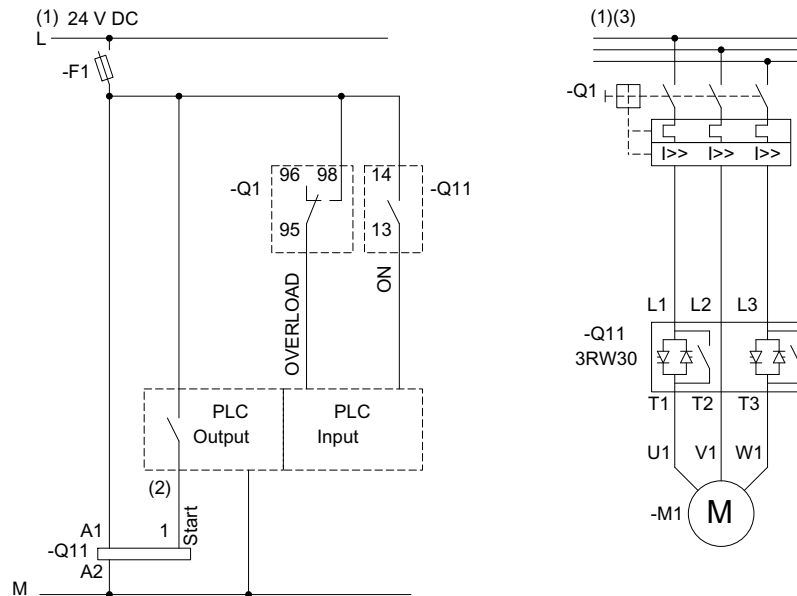 (1) 24 V DC
L
-F1
-Q1
96 98
95
14
13
-Q11
OVERLOAD
ON
PLC
Output
PLC
Input
(2)
A1
1
Start
-Q11
A2
M
(1)(3)
-Q1
I>> I>> I>>
L1 L2 L3
-Q11
3RW30
T1 T2 T3
U1 V1 W1
-M1
M